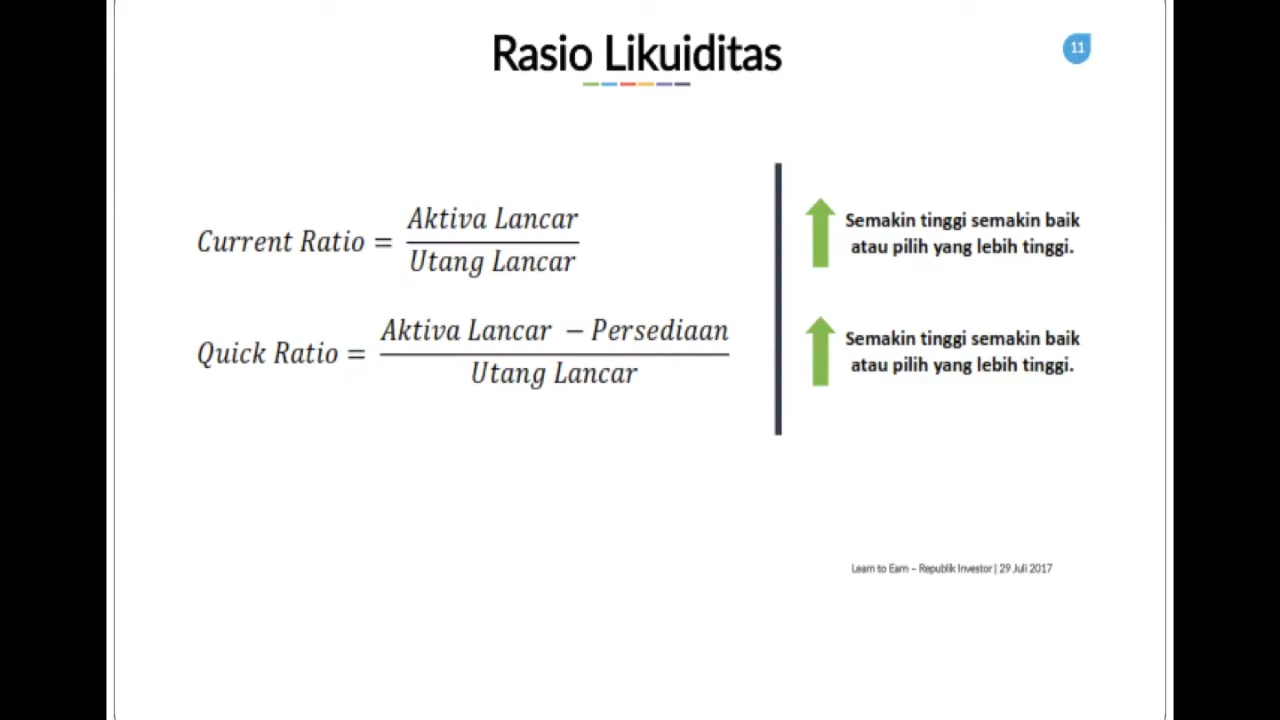 Rasio Likuiditas
11
Current Ratio = Aktiva Lancar / Utang Lancar
Semakin tinggi semakin baik
atau pilih yang lebih tinggi.
Quick Ratio = Aktiva Lancar − Persediaan / Utang Lancar
Semakin tinggi semakin baik
atau pilih yang lebih tinggi.
Learn to Earn – Republik Investor | 29 Juli 2017